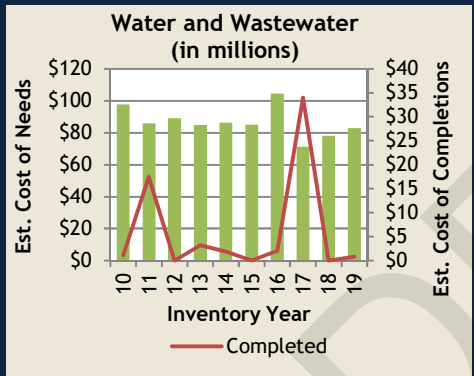 Water and Wastewater
(in millions)
Est. Cost of Needs
$120
$100
$80
$60
$40
$20
$0
$40
$35
$30
$25
$20
$15
$10
$5
$0
Est. Cost of Completions
10 11 12 13 14 15 16 17 18 19
Inventory Year
Completed